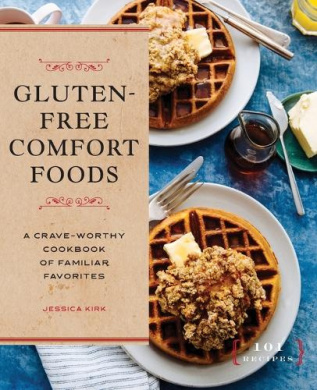 GLUTEN-
FREE
COMFORT
FOODS
A CRAVE-WORTHY
COOKBOOK
OF FAMILIAR
FAVORITES
JESSICA KIRK
101
RECIPES